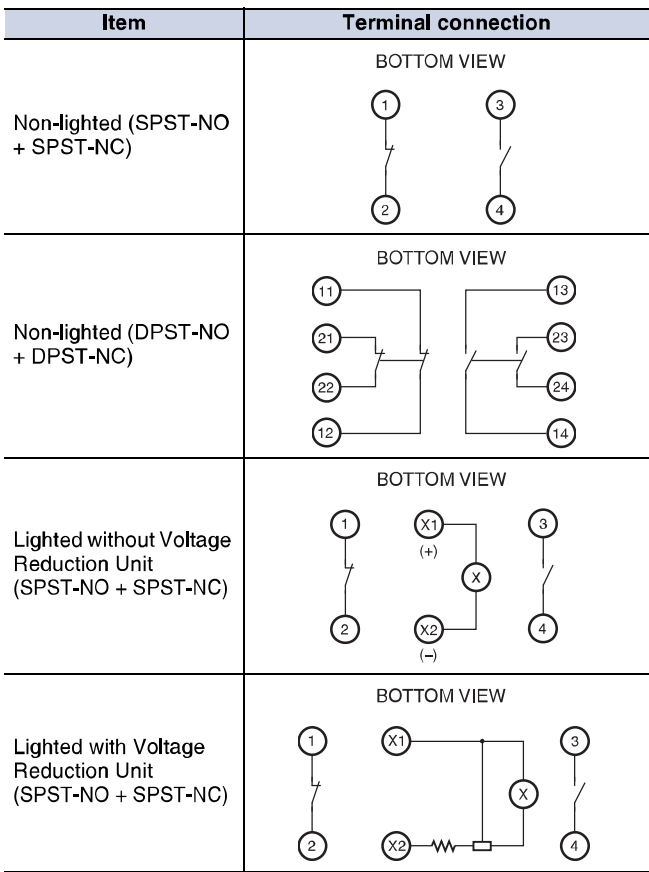 Item Terminal connection
BOTTOM VIEW
Non-lighted (SPST-NO
+ SPST-NC)
1 3
2 4
BOTTOM VIEW
Non-lighted (DPST-NO
+ DPST-NC)
11 13
21 23
22 24
12 14
BOTTOM VIEW
Lighted without Voltage
Reduction Unit
(SPST-NO + SPST-NC)
1 X1 3
(+)
X
2 X2 4
(–)
BOTTOM VIEW
Lighted with Voltage
Reduction Unit
(SPST-NO + SPST-NC)
1 X1 3
X
2 X2 4